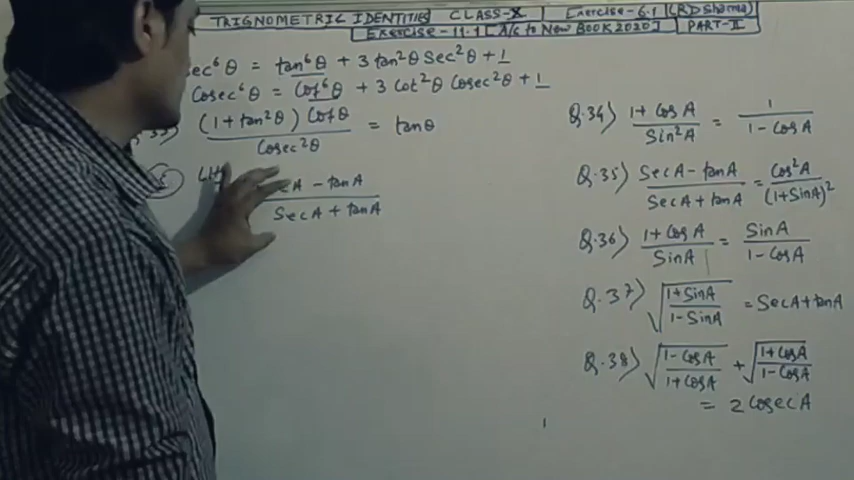 TRIGNOMETRIC IDENTITIES CLASS-X Exercise-6.1 (RD Sharma)
Exercise-11.1 [A/c to New BOOK 2020] PART-II
sec⁶θ = tan⁶θ + 3 tan²θ Sec²θ + 1
Cosec⁶θ = Cot⁶θ + 3 Cot²θ Cosec²θ + 1
(1 + tan²θ) Cotθ / Cosec²θ = tanθ
LHS
A - tanA / SecA + tanA
Q.34) 1 + CosA / Sin²A = 1 / 1 - CosA
Q.35) SecA - tanA / SecA + tanA = Cos²A / (1+SinA)²
Q.36) 1 + CosA / SinA = SinA / 1 - CosA
Q.37) √(1+SinA / 1-SinA) = SecA + tanA
Q.38) √(1-CosA / 1+CosA) + √(1+CosA / 1-CosA)
= 2 CosecA